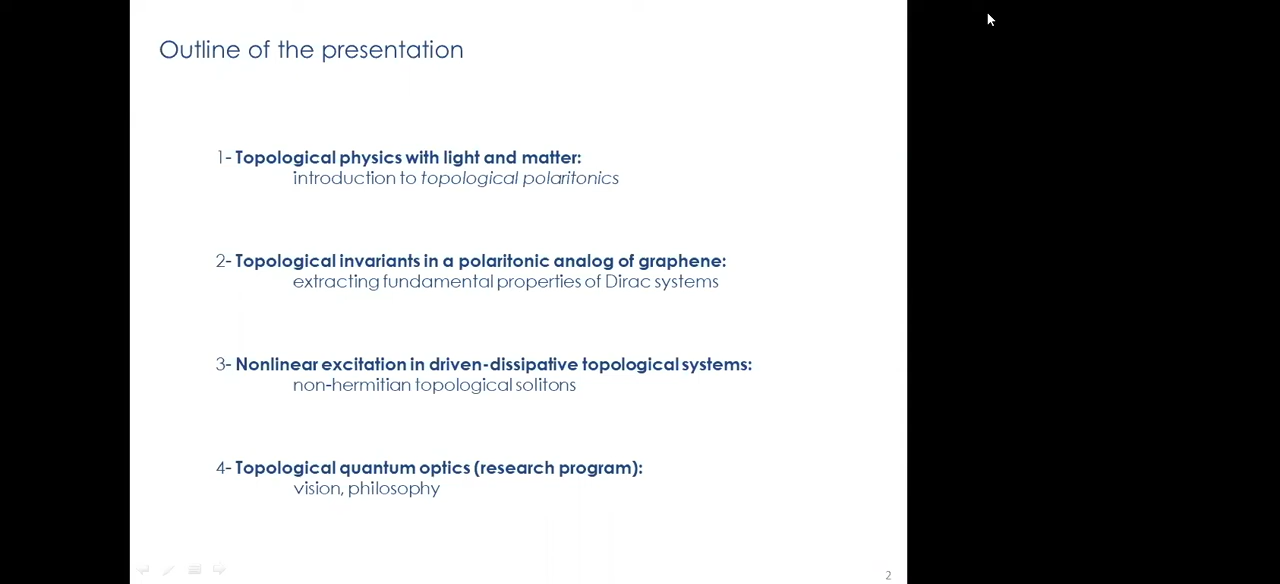 Outline of the presentation
1- Topological physics with light and matter:
introduction to topological polaritonics
2- Topological invariants in a polaritonic analog of graphene:
extracting fundamental properties of Dirac systems
3- Nonlinear excitation in driven-dissipative topological systems:
non-hermitian topological solitons
4- Topological quantum optics (research program):
vision, philosophy
2